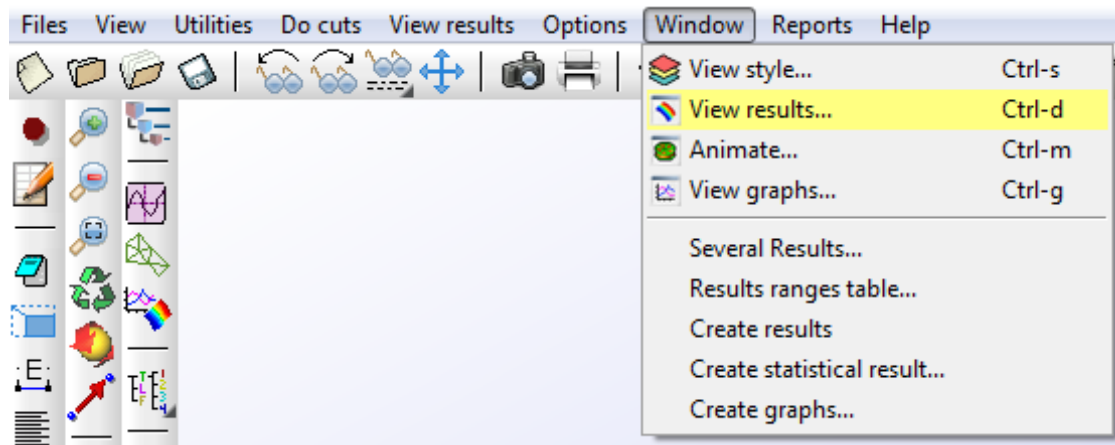 Files View Utilities Do cuts View results Options Window Reports Help
View style... Ctrl-s
View results... Ctrl-d
Animate... Ctrl-m
View graphs... Ctrl-g
Several Results...
Results ranges table...
Create results
Create statistical result...
Create graphs...
E